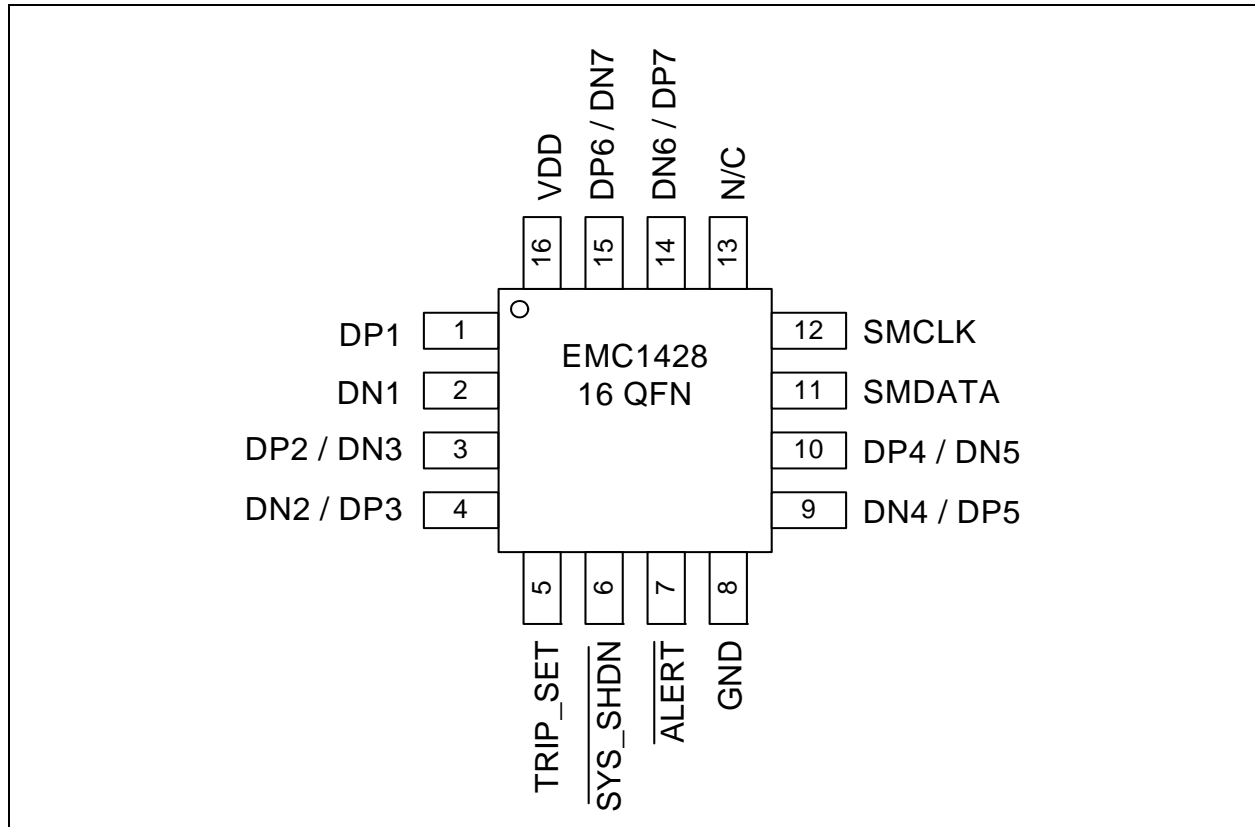 VDD
DP6 / DN7
DN6 / DP7
N/C
16
15
14
13
DP1
1
DN1
2
DP2 / DN3
3
DN2 / DP3
4
EMC1428
16 QFN
12
SMCLK
11
SMDATA
10
DP4 / DN5
9
DN4 / DP5
5
6
7
8
TRIP_SET
SYS_SHDN
ALERT
GND